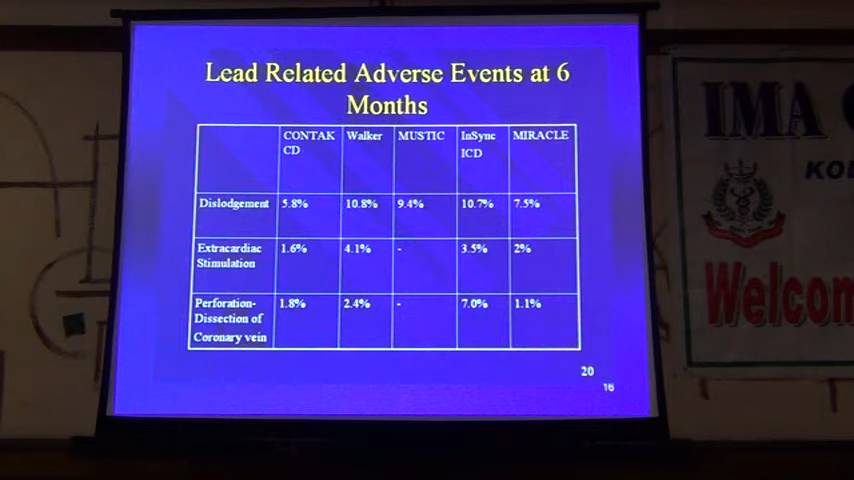 Lead Related Adverse Events at 6
Months
CONTAK
CD
Walker
MUSTIC
InSync
ICD
MIRACLE
Dislodgement 5.8% 10.8% 9.4% 10.7% 7.5%
Extracardiac
Stimulation
1.6% 4.1% - 3.5% 2%
Perforation-
Dissection of
Coronary vein
1.8% 2.4% - 7.0% 1.1%
20
16
IMA